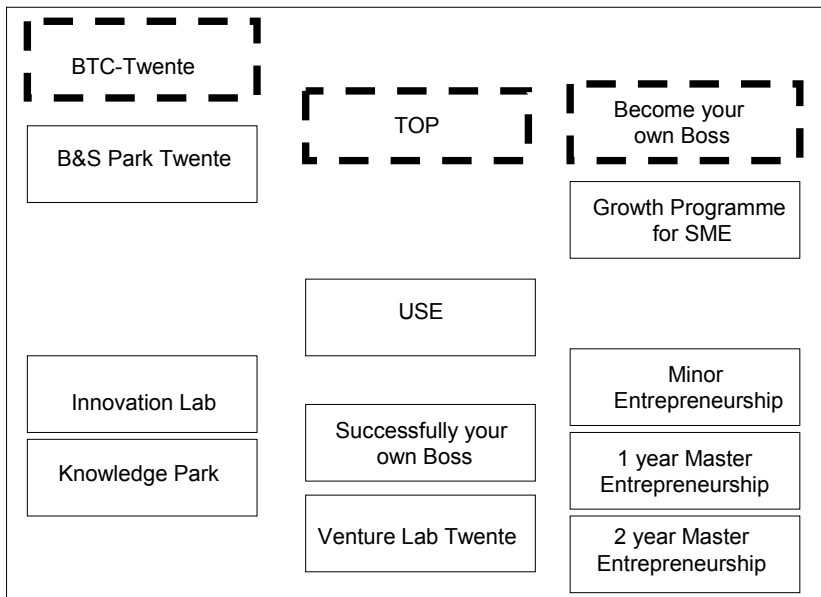 BTC-Twente
B&S Park Twente
Innovation Lab
Knowledge Park
TOP
USE
Successfully your
own Boss
Venture Lab Twente
Become your
own Boss
Growth Programme
for SME
Minor
Entrepreneurship
1 year Master
Entrepreneurship
2 year Master
Entrepreneurship